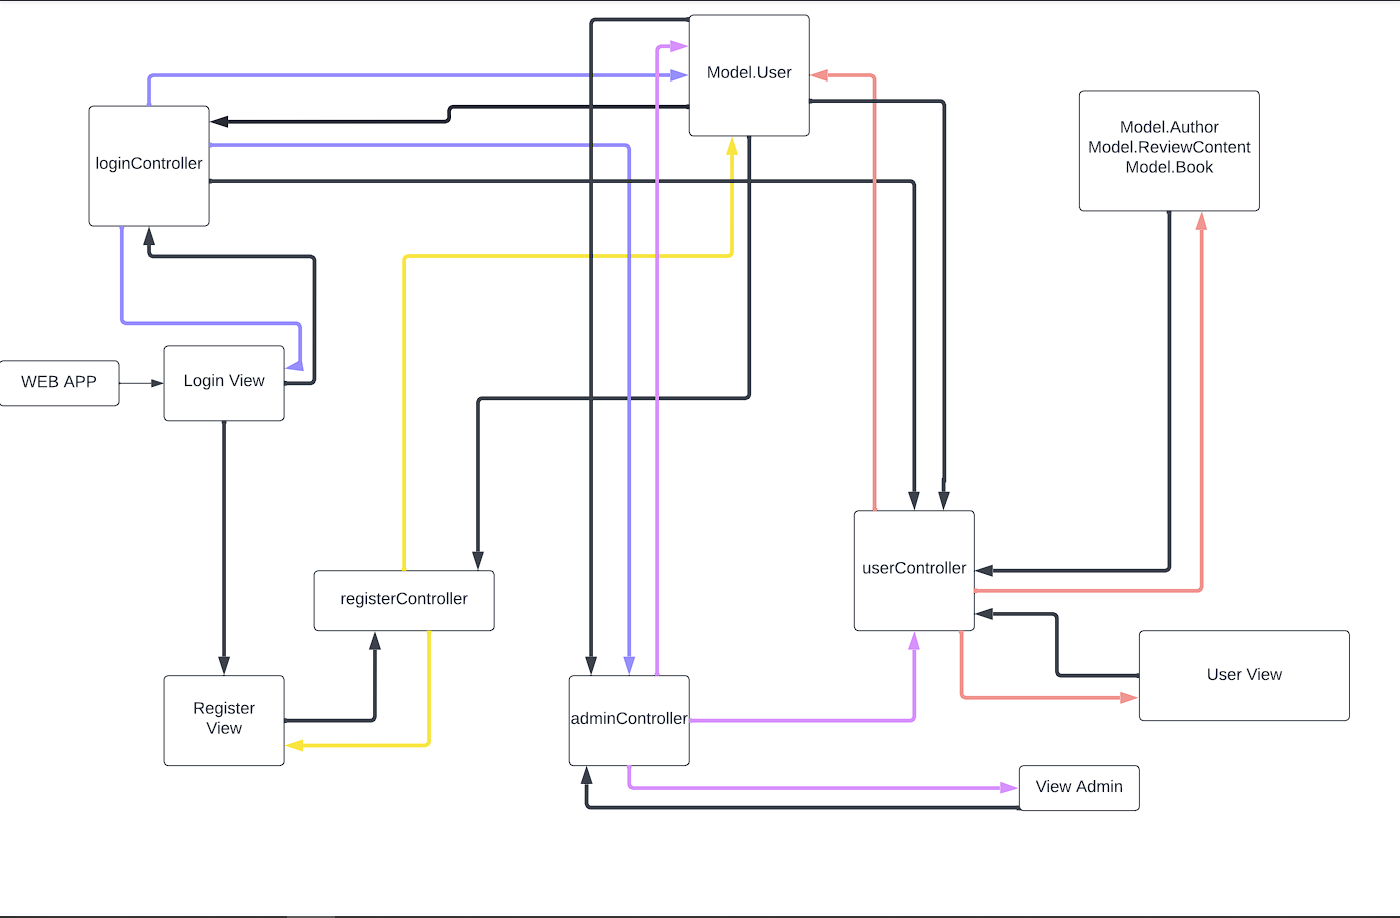 Model.User
Model.Author
Model.ReviewContent
Model.Book
loginController
WEB APP
Login View
userController
registerController
User View
Register
View
adminController
View Admin